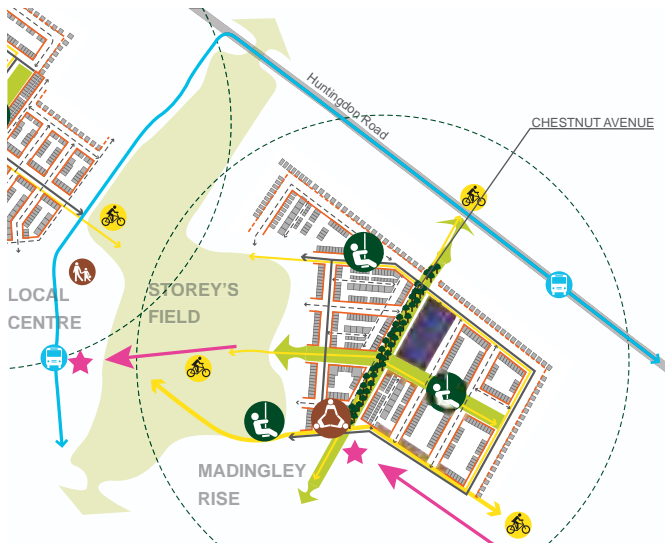 Huntingdon Road
CHESTNUT AVENUE
LOCAL
CENTRE
STOREY'S
FIELD
MADINGLEY
RISE